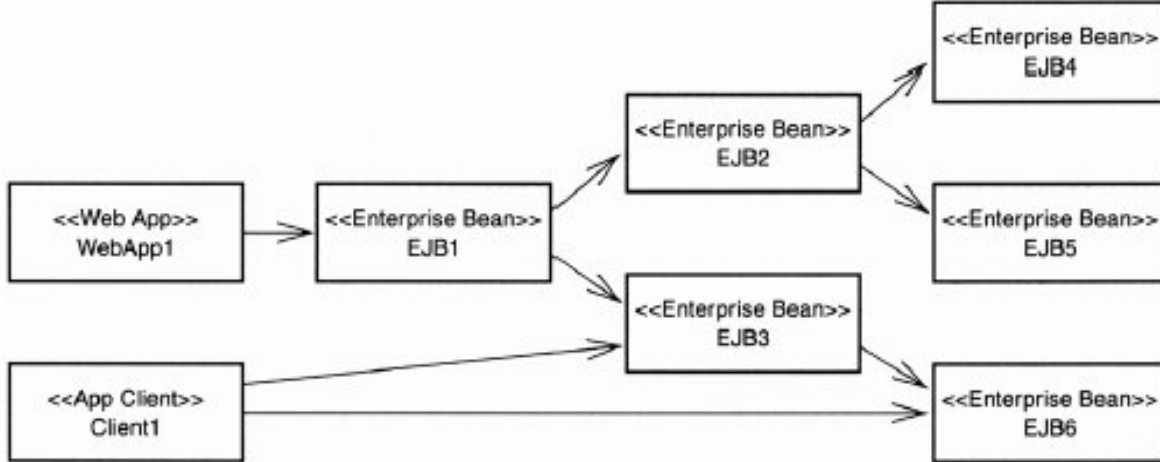 <<Enterprise Bean>>
EJB4
<<Enterprise Bean>>
EJB2
<<Web App>>
WebApp1
<<Enterprise Bean>>
EJB1
<<Enterprise Bean>>
EJB5
<<Enterprise Bean>>
EJB3
<<App Client>>
Client1
<<Enterprise Bean>>
EJB6